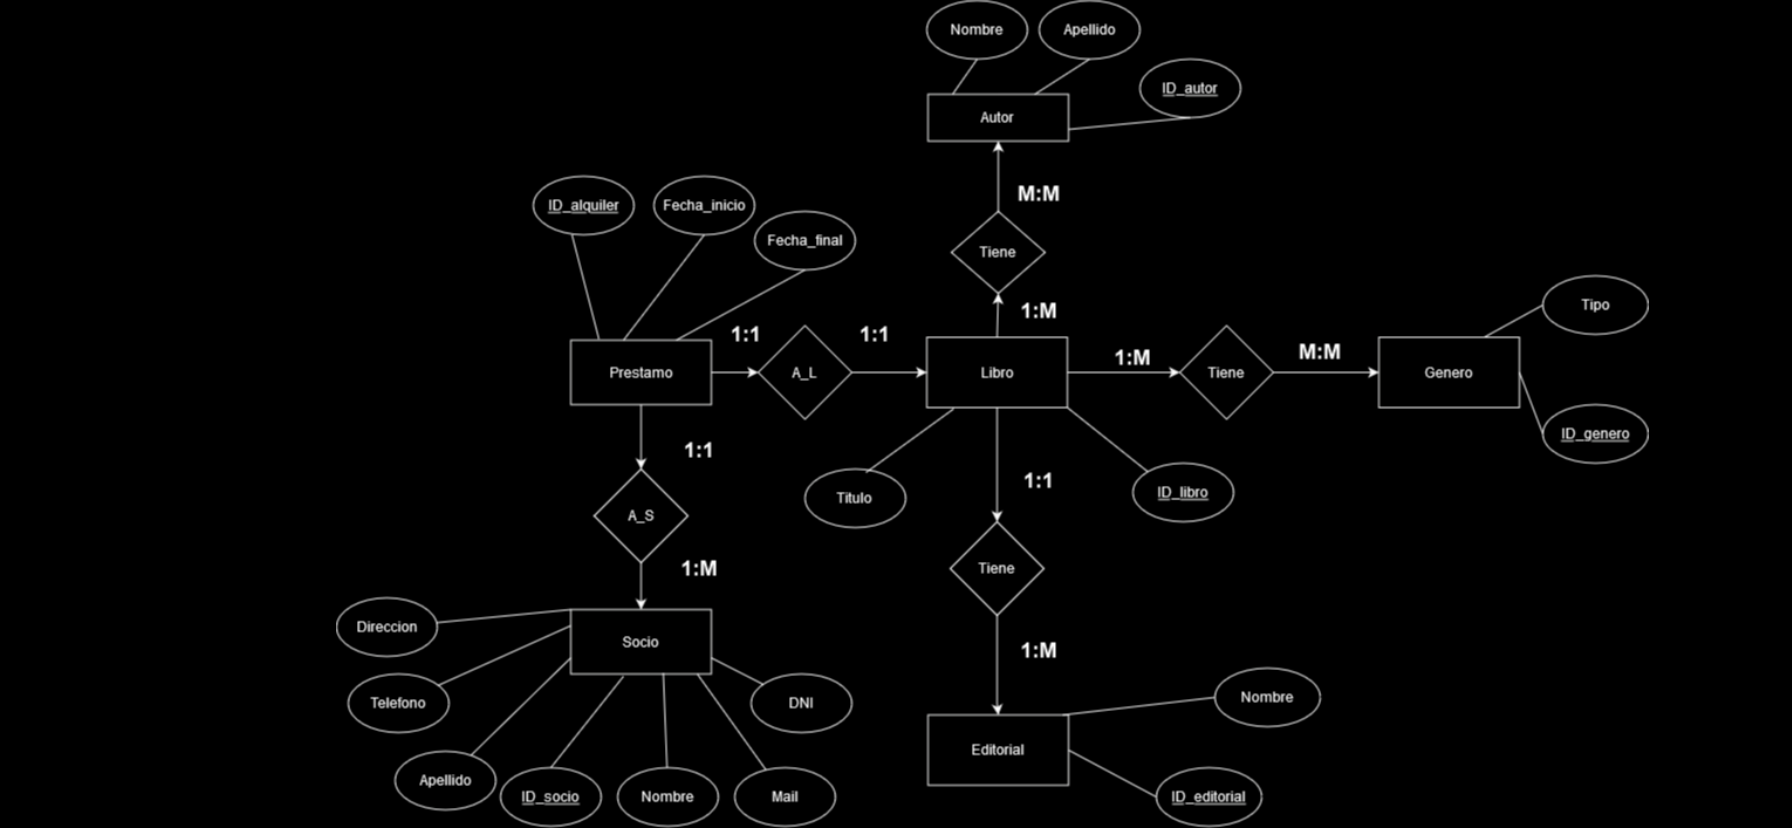 Nombre
Apellido
ID_autor
Autor
M:M
Tiene
1:M
ID_alquiler
Fecha_inicio
Fecha_final
Prestamo
1:1
A_L
1:1
Libro
1:M
Tiene
M:M
Genero
Tipo
ID_genero
Titulo
1:1
ID_libro
Tiene
1:M
Editorial
Nombre
ID_editorial
1:1
A_S
1:M
Socio
Direccion
Telefono
Apellido
ID_socio
Nombre
Mail
DNI